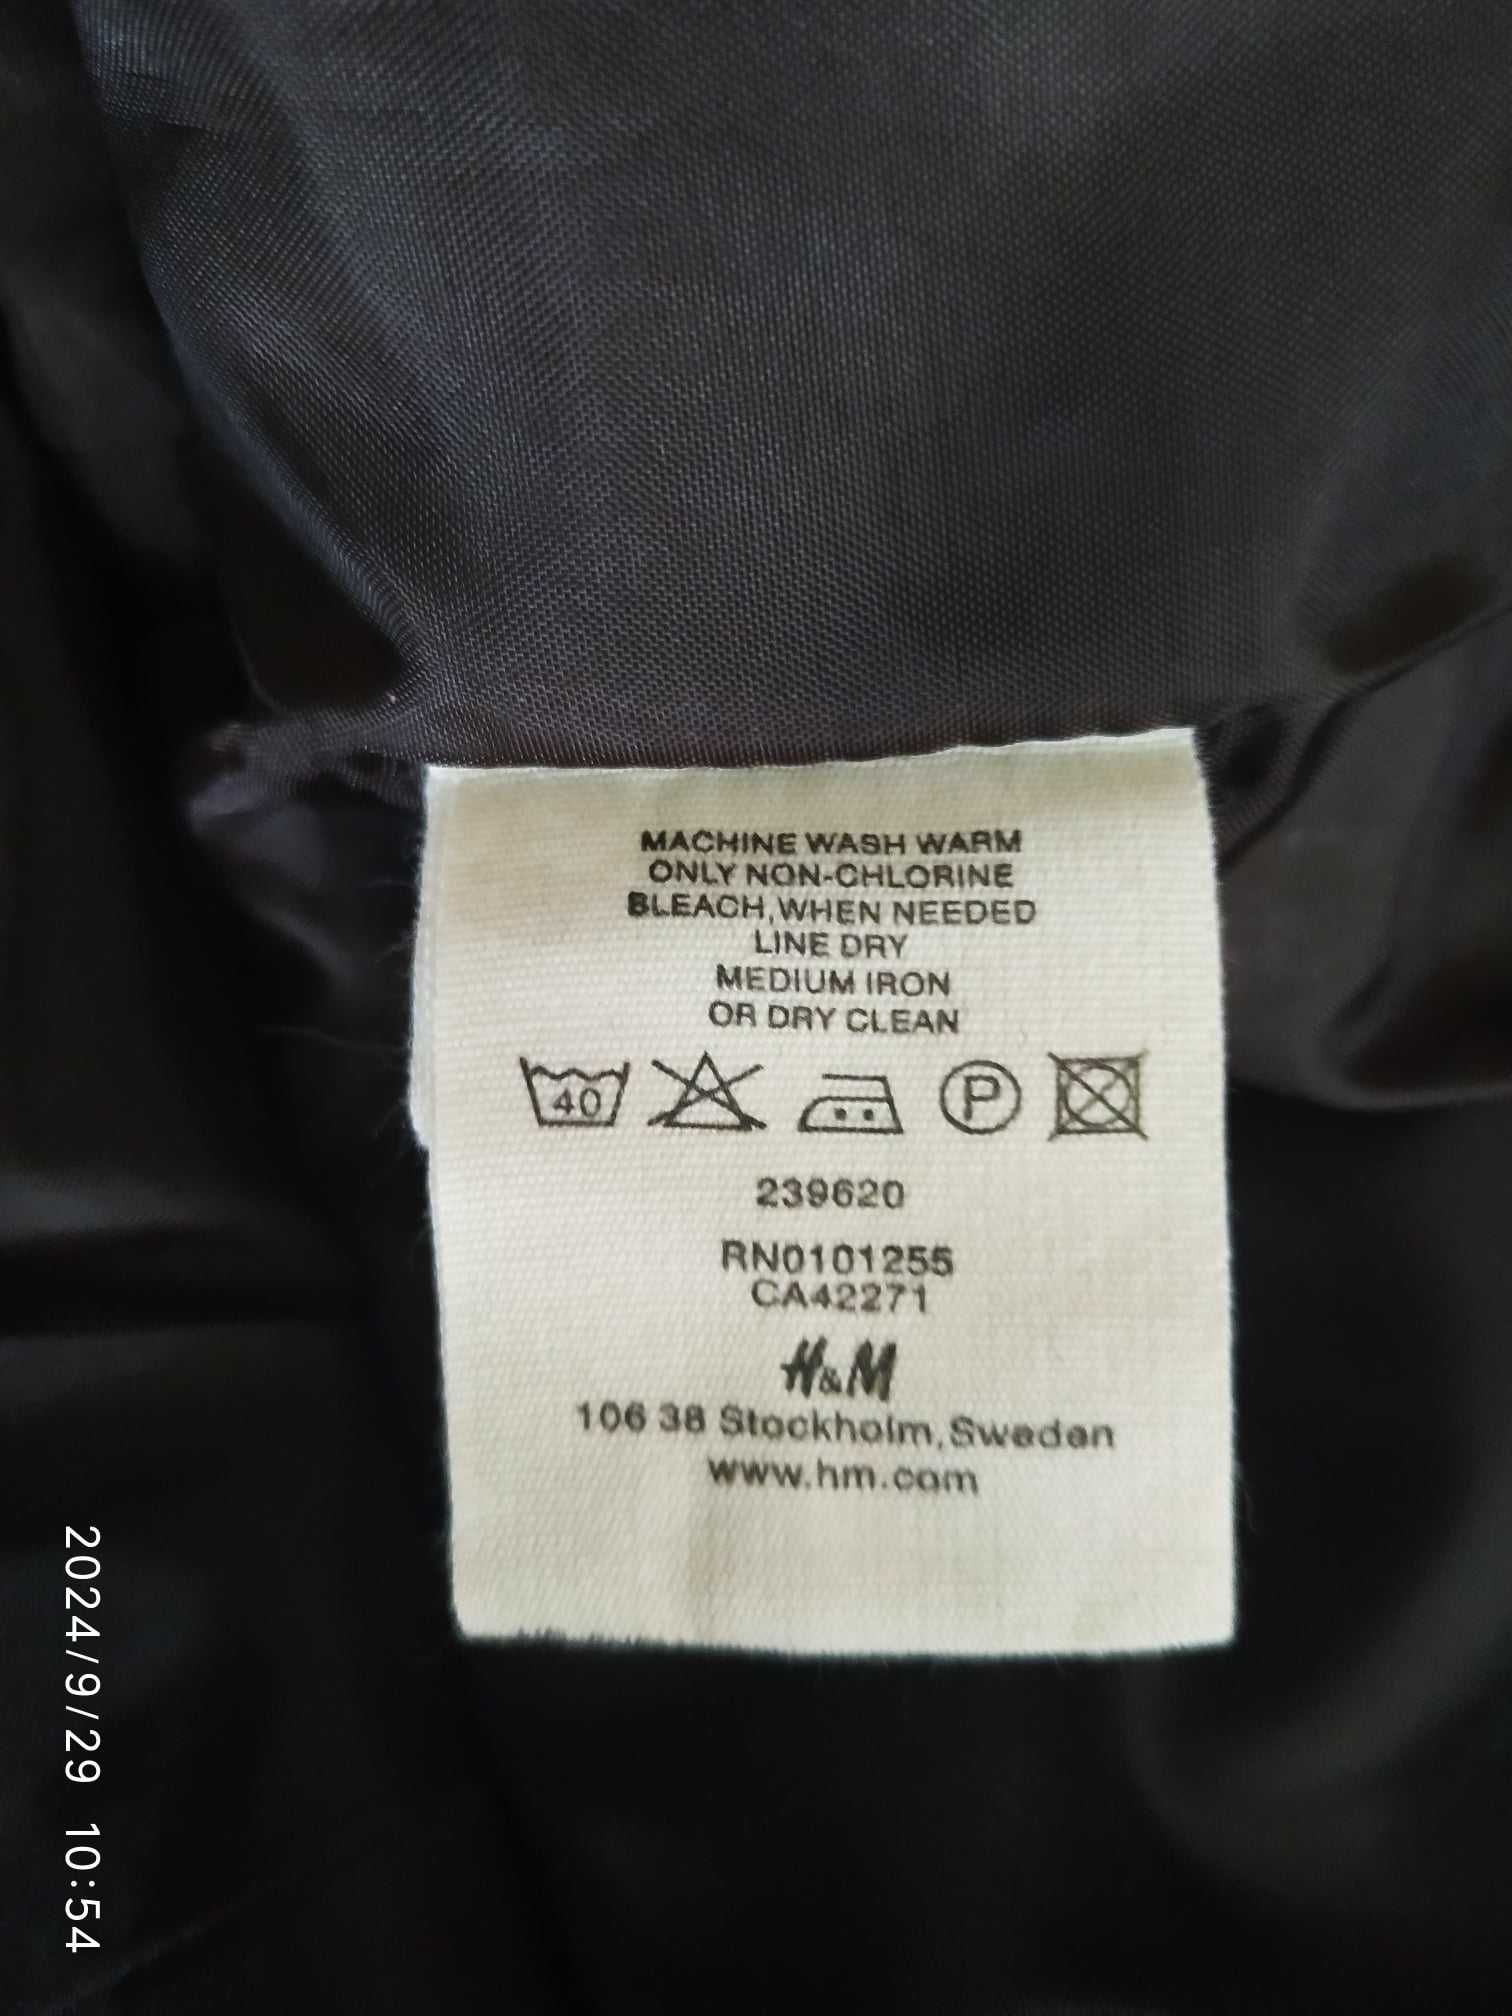 MACHINE WASH WARM
ONLY NON-CHLORINE
BLEACH,WHEN NEEDED
LINE DRY
MEDIUM IRON
OR DRY CLEAN
40 P
239620
RN0101255
CA42271
H&M
106 38 Stockholm,Sweden
www.hm.com
2024/9/29 10:54